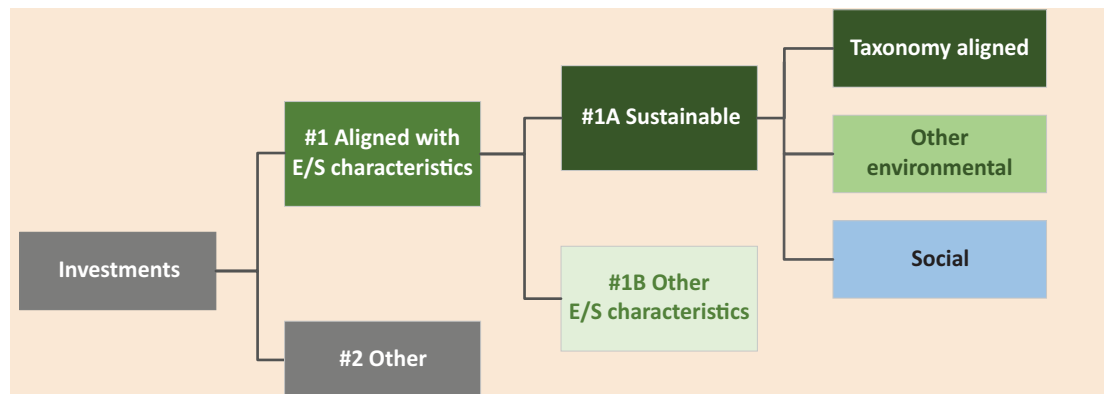 Investments
#1 Aligned with
E/S characteristics
#2 Other
#1A Sustainable
#1B Other
E/S characteristics
Taxonomy aligned
Other
environmental
Social